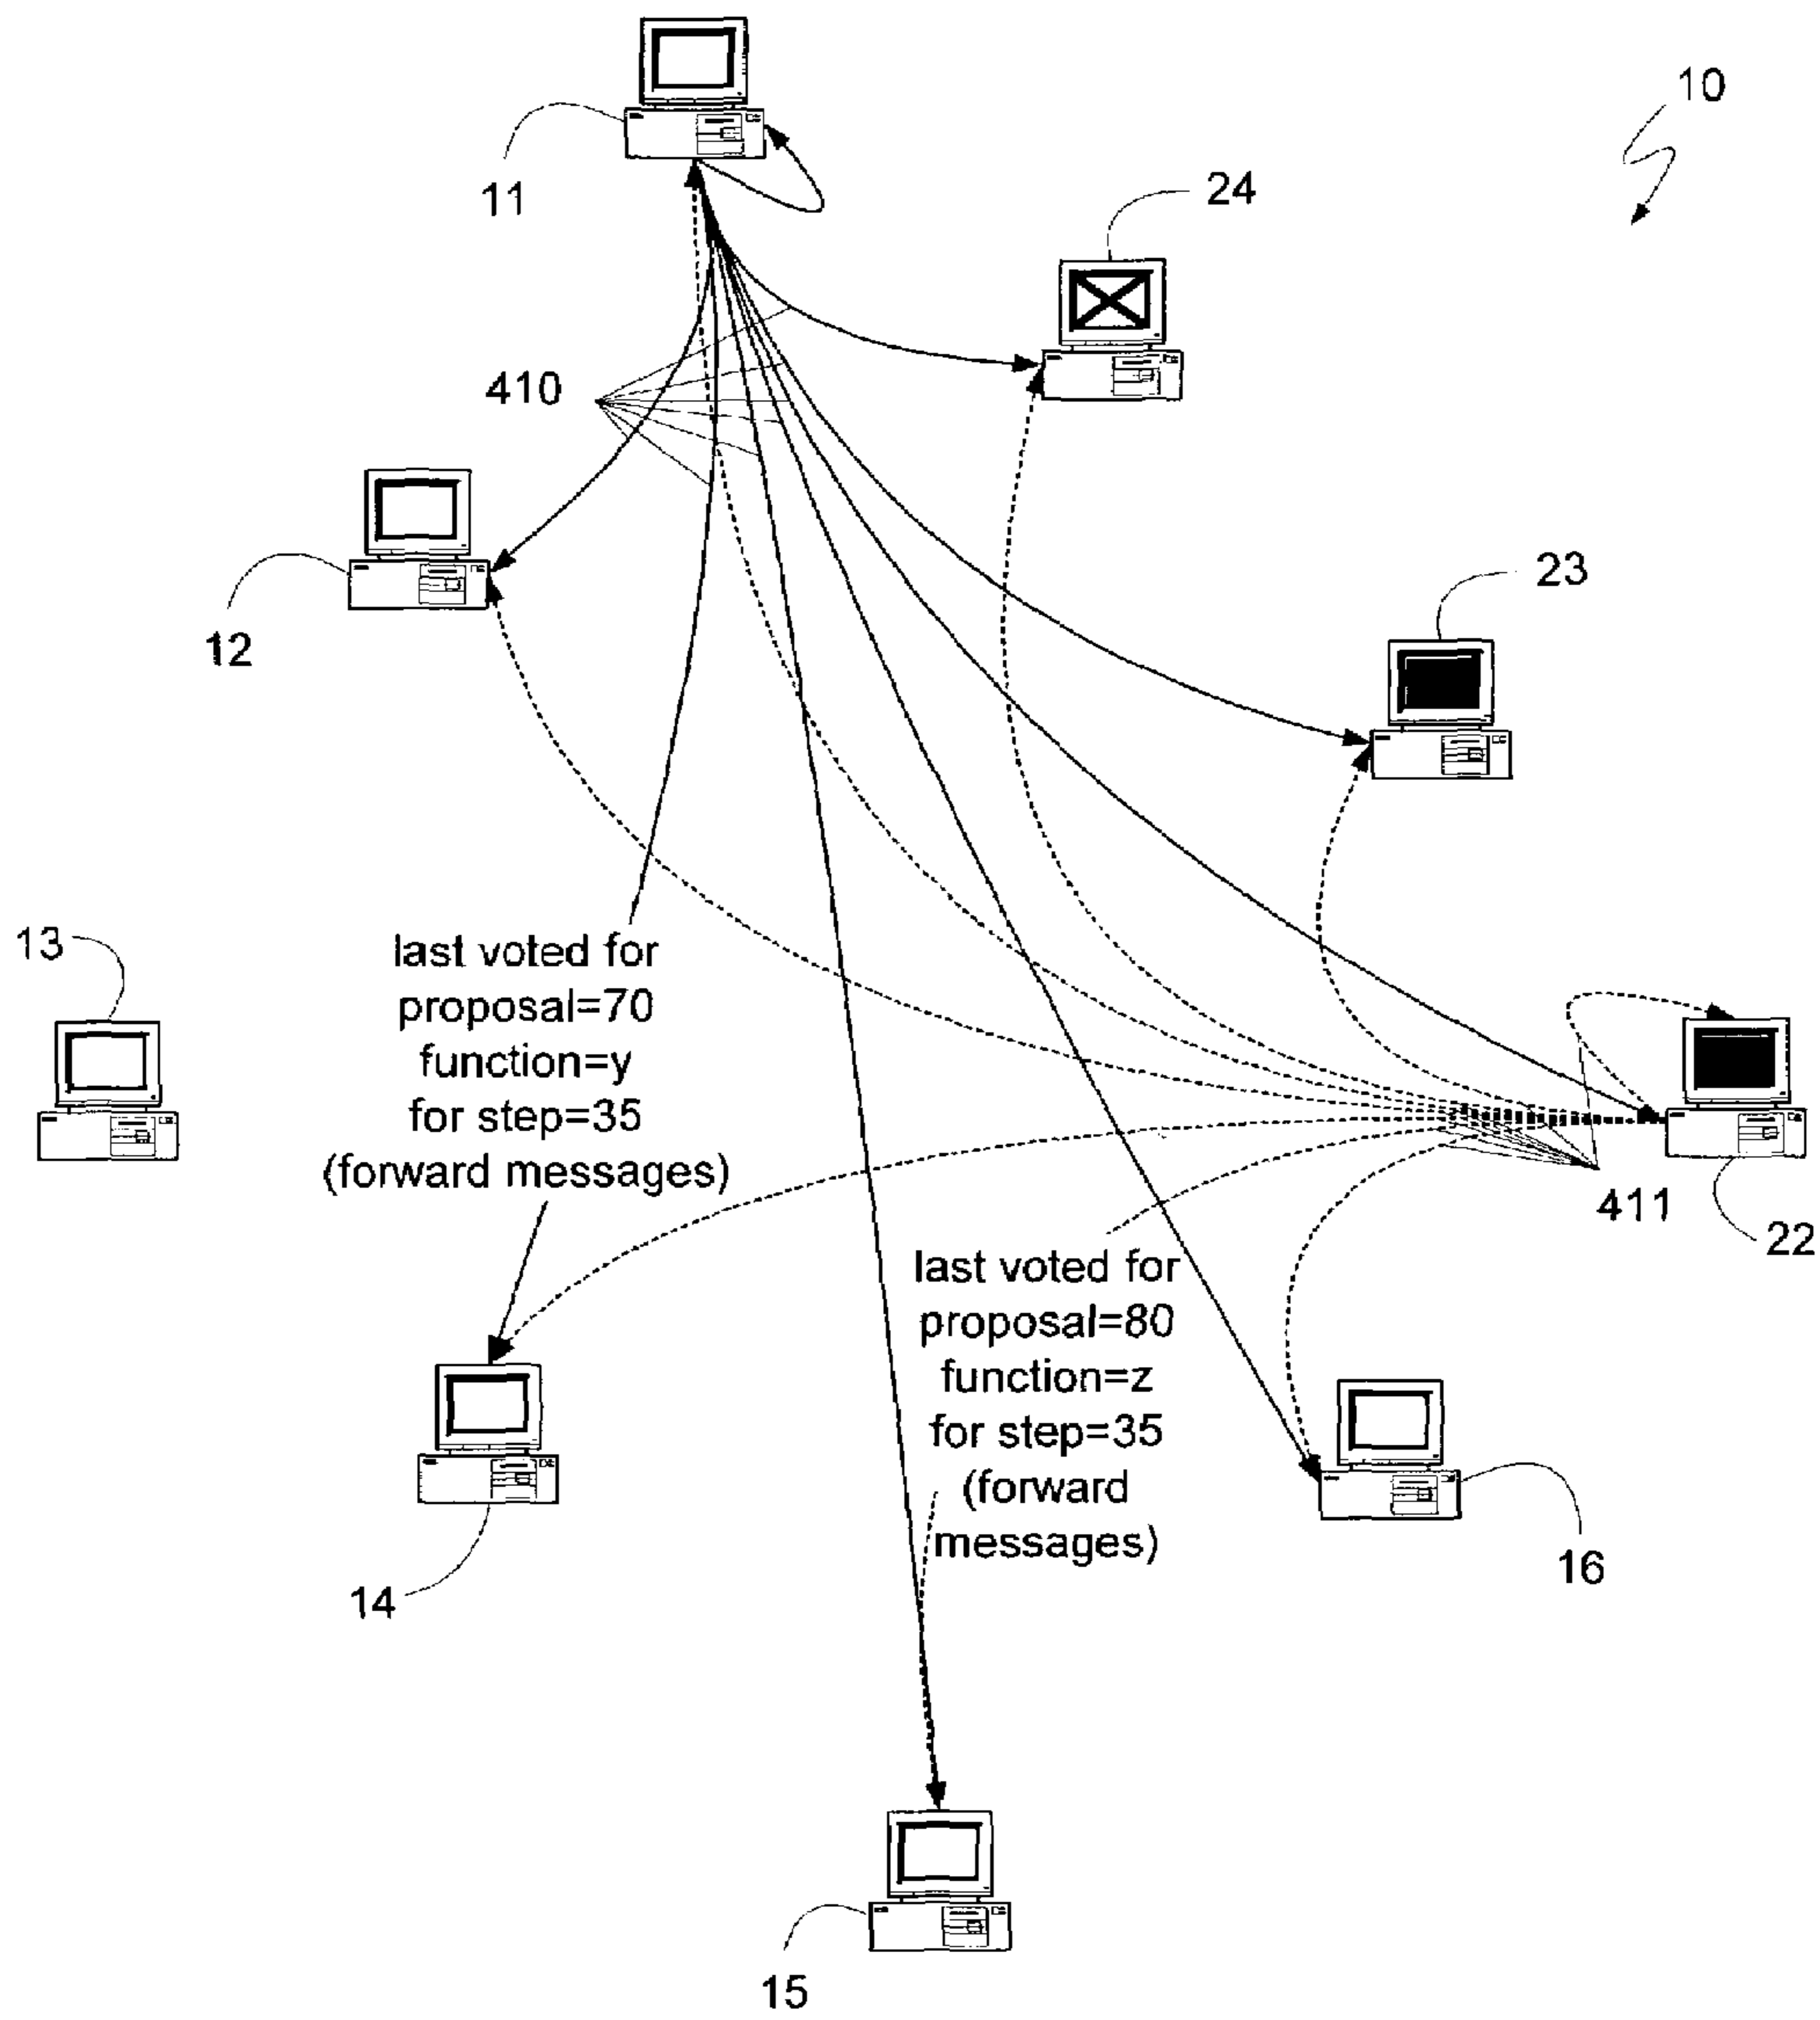 10
11
24
410
12
23
13
last voted for
proposal=70
function=y
for step=35
(forward messages)
411
22
last voted for
proposal=80
function=z
for step=35
(forward
messages)
14
16
15